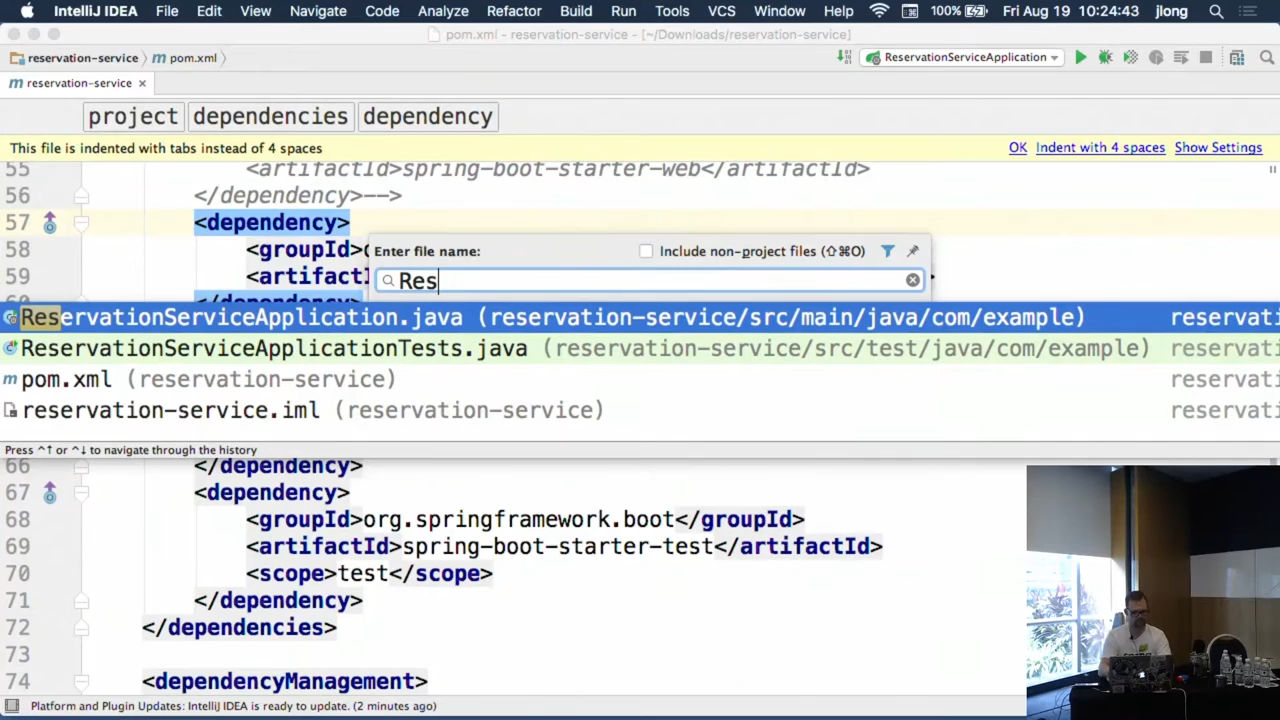 IntelliJ IDEA File Edit View Navigate Code Analyze Refactor Build Run Tools VCS Window Help 100% Fri Aug 19 10:24:43 jlong
pom.xml - reservation-service - [~/Downloads/reservation-service]
reservation-service m pom.xml ReservationServiceApplication
m reservation-service
project dependencies dependency
This file is indented with tabs instead of 4 spaces OK Indent with 4 spaces Show Settings
55 <artifactId>spring-boot-starter-web</artifactId>
56 </dependency>-->
57 <dependency>
58 <groupId>
Enter file name: Include non-project files (⇧⌘O)
59 <artifactI
Res
ReservationServiceApplication.java (reservation-service/src/main/java/com/example) reservati
ReservationServiceApplicationTests.java (reservation-service/src/test/java/com/example) reservati
m pom.xml (reservation-service) reservati
reservation-service.iml (reservation-service) reservati
Press ^↑ or ^↓ to navigate through the history
66 </dependency>
67 <dependency>
68 <groupId>org.springframework.boot</groupId>
69 <artifactId>spring-boot-starter-test</artifactId>
70 <scope>test</scope>
71 </dependency>
72 </dependencies>
73
74 <dependencyManagement>
Platform and Plugin Updates: IntelliJ IDEA is ready to update. (2 minutes ago)